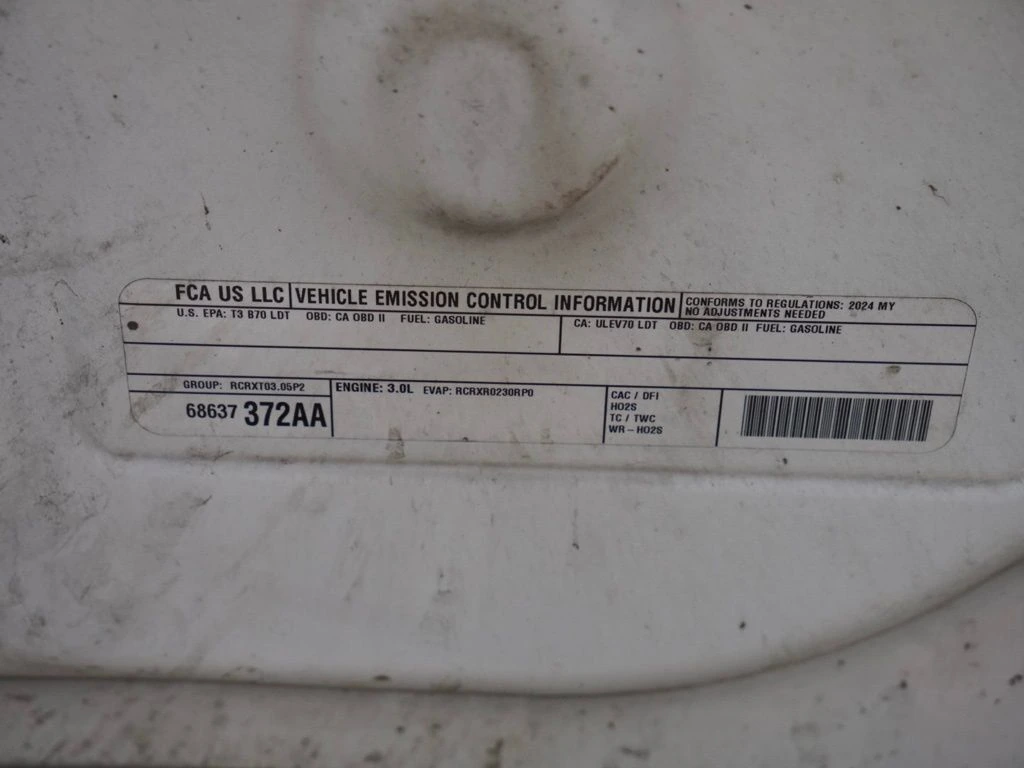 FCA US LLC VEHICLE EMISSION CONTROL INFORMATION
CONFORMS TO REGULATIONS: 2024 MY
NO ADJUSTMENTS NEEDED
U.S. EPA: T3 B70 LDT OBD: CA OBD II FUEL: GASOLINE
CA: ULEV70 LDT OBD: CA OBD II FUEL: GASOLINE
GROUP: RCRXT03.05P2
68637 372AA
ENGINE: 3.0L EVAP: RCRXR0230RP0
CAC / DFI
HO2S
TC / TWC
WR - HO2S